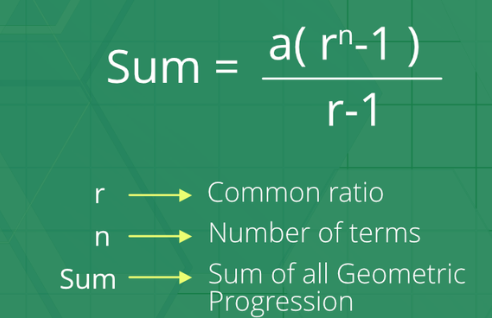 Sum = a( rⁿ-1 )
r-1
r → Common ratio
n → Number of terms
Sum → Sum of all Geometric
Progression